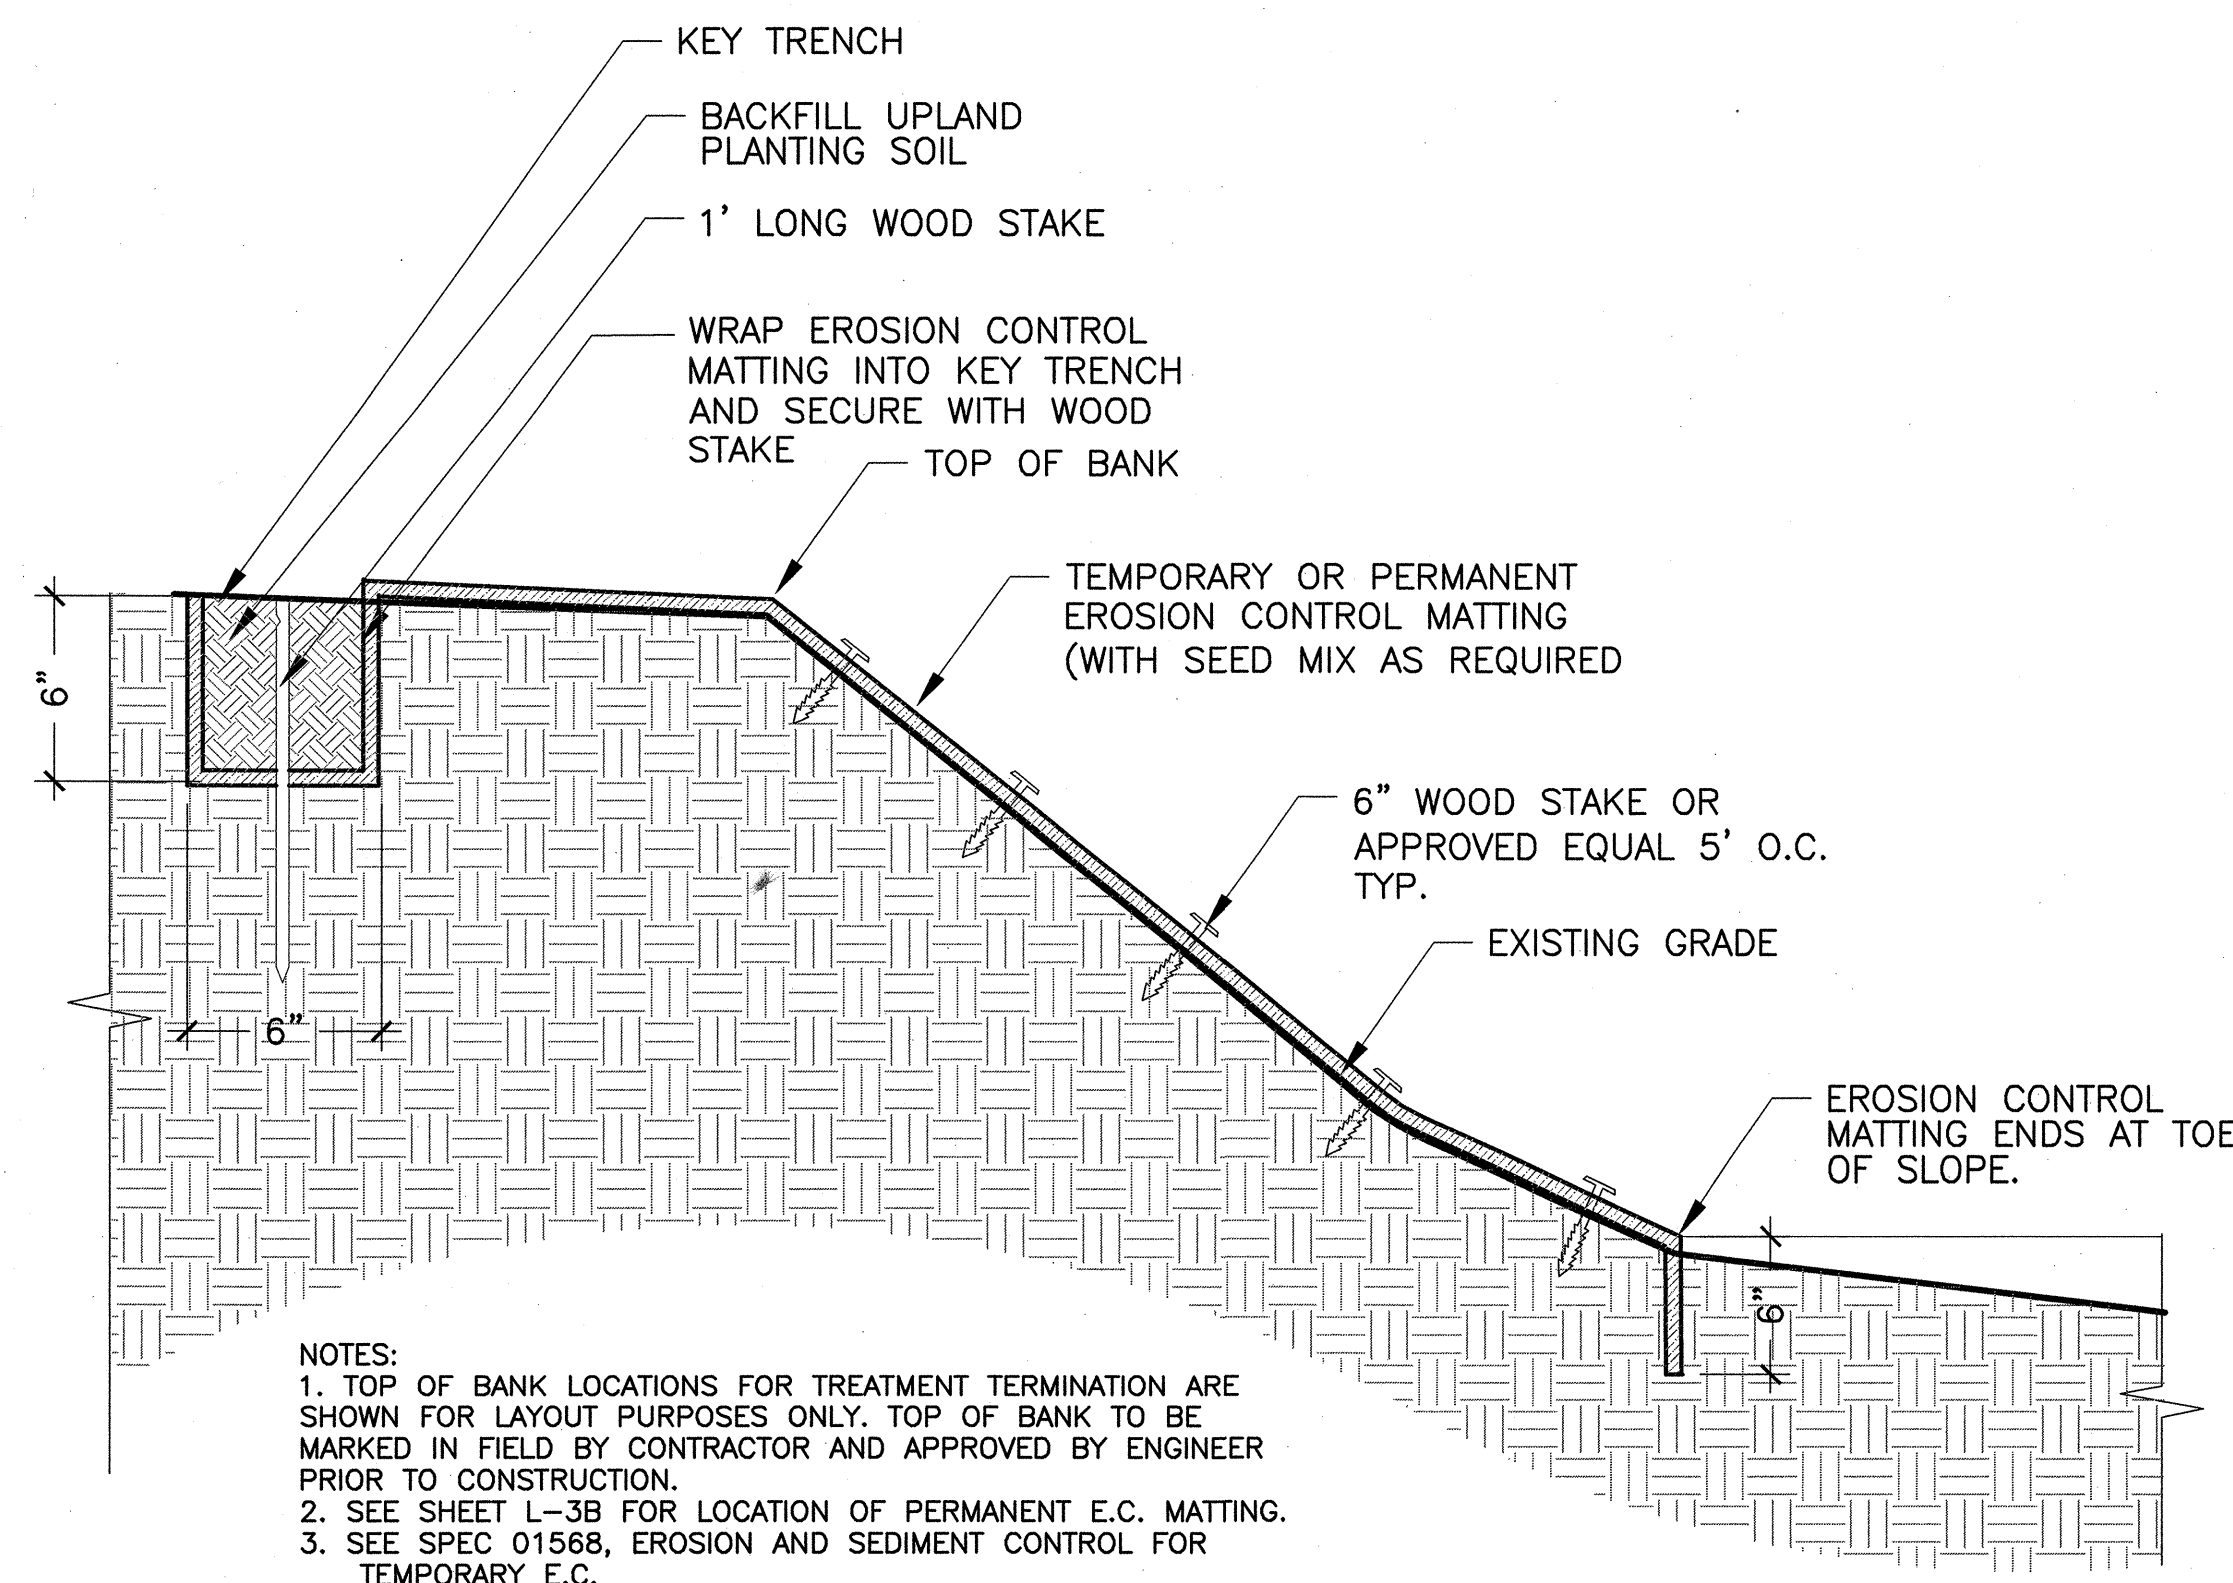 KEY TRENCH
BACKFILL UPLAND
PLANTING SOIL
1' LONG WOOD STAKE
WRAP EROSION CONTROL
MATTING INTO KEY TRENCH
AND SECURE WITH WOOD
STAKE
TOP OF BANK
TEMPORARY OR PERMANENT
EROSION CONTROL MATTING
(WITH SEED MIX AS REQUIRED
6"
6" WOOD STAKE OR
APPROVED EQUAL 5' O.C.
TYP.
EXISTING GRADE
6"
EROSION CONTROL
MATTING ENDS AT TOE
OF SLOPE.
6"
NOTES:
1. TOP OF BANK LOCATIONS FOR TREATMENT TERMINATION ARE
SHOWN FOR LAYOUT PURPOSES ONLY. TOP OF BANK TO BE
MARKED IN FIELD BY CONTRACTOR AND APPROVED BY ENGINEER
PRIOR TO CONSTRUCTION.
2. SEE SHEET L-3B FOR LOCATION OF PERMANENT E.C. MATTING.
3. SEE SPEC 01568, EROSION AND SEDIMENT CONTROL FOR
TEMPORARY E.C.